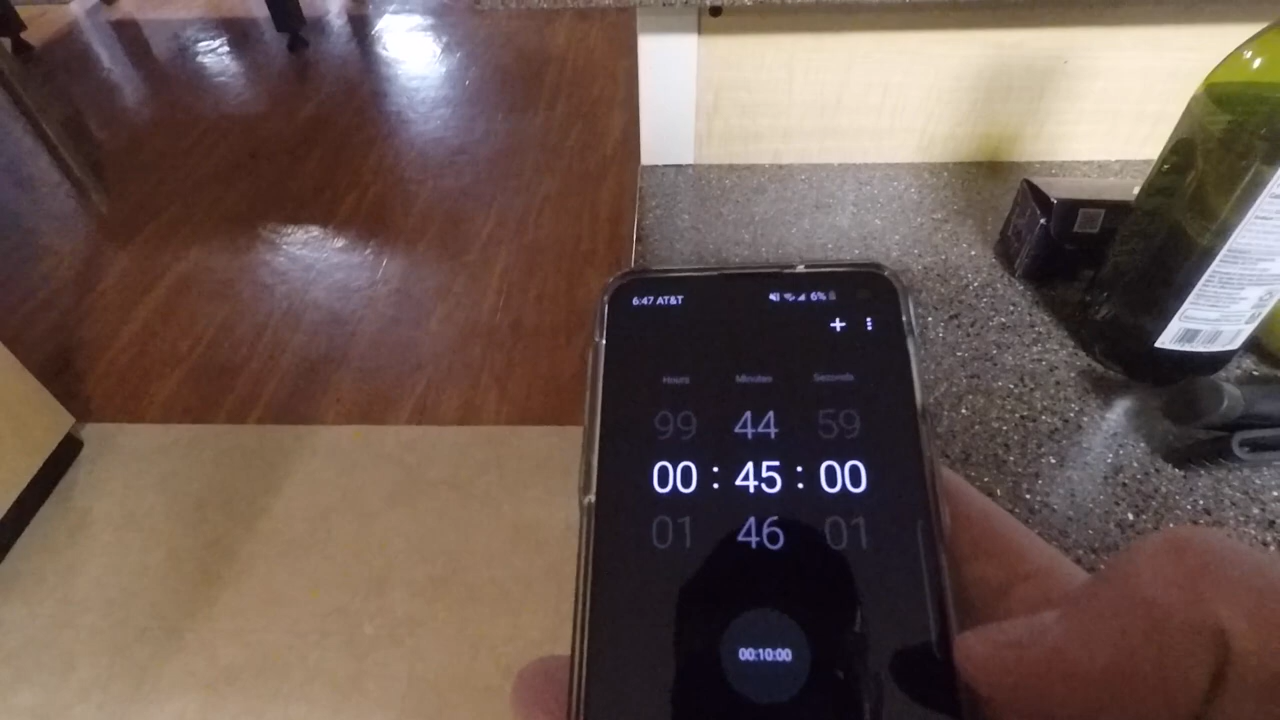 6:47 AT&T 6%
+
Hours Minutes Seconds
99 44 59
00 : 45 : 00
01 46 01
00:10:00